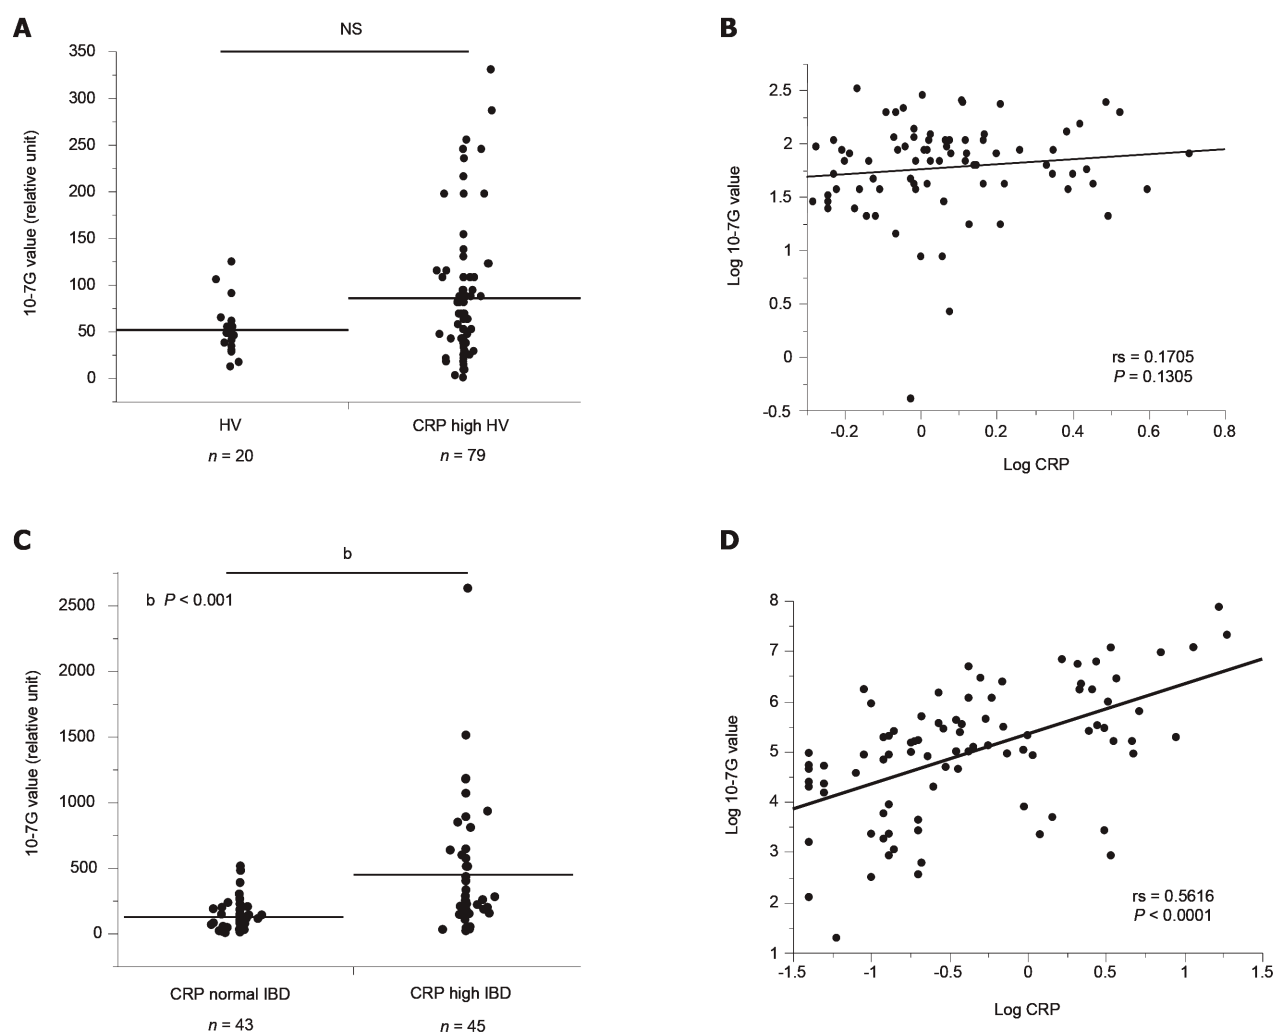 A
NS
350
300
250
200
150
100
50
0
10-7G value (relative unit)
HV
CRP high HV
n = 20
n = 79
B
2.5
2
1.5
1
0.5
0
-0.5
Log 10-7G value
rs = 0.1705
P = 0.1305
-0.2
0
0.2
0.4
0.6
0.8
Log CRP
C
b
b P < 0.001
2500
2000
1500
1000
500
0
10-7G value (relative unit)
CRP normal IBD
CRP high IBD
n = 43
n = 45
D
8
7
6
5
4
3
2
1
Log 10-7G value
rs = 0.5616
P < 0.0001
-1.5
-1
-0.5
0
0.5
1
1.5
Log CRP